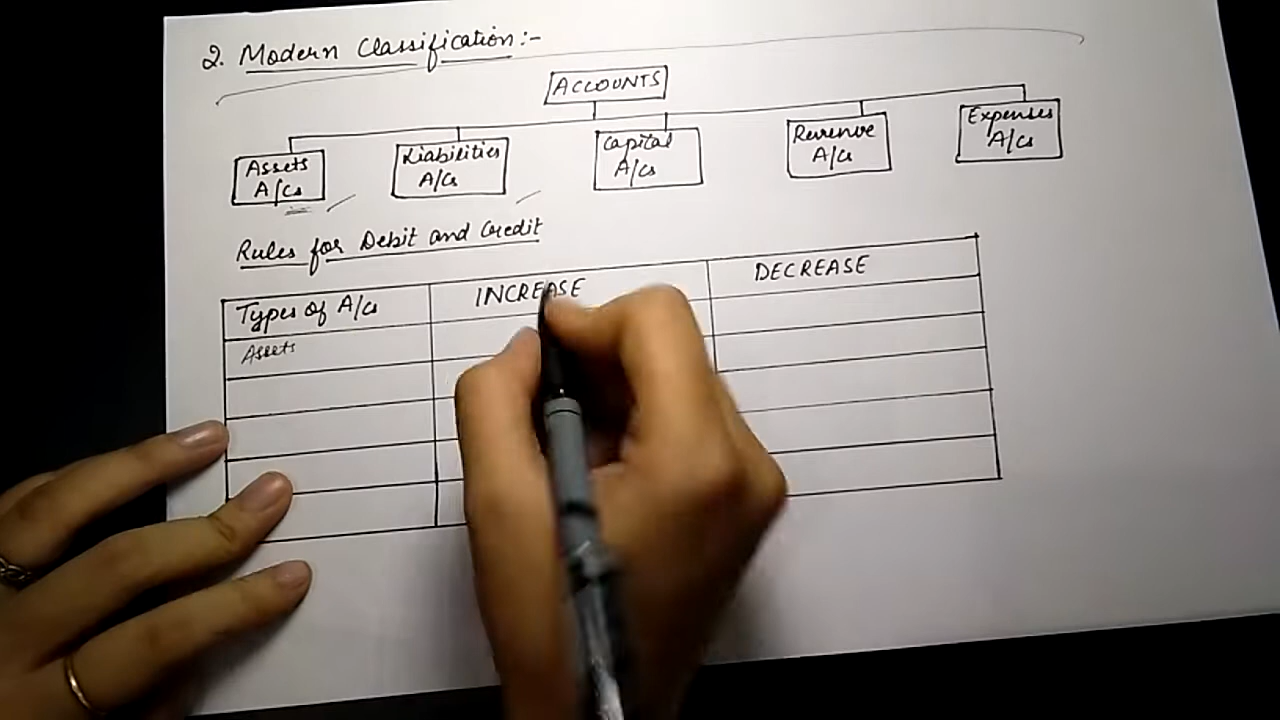 2. Modern Classification:-
ACCOUNTS
Assets A/cs
Liabilities A/cs
Capital A/cs
Revenue A/cs
Expenses A/cs
Rules for Debit and Credit
Types of A/cs INCREASE DECREASE
Assets